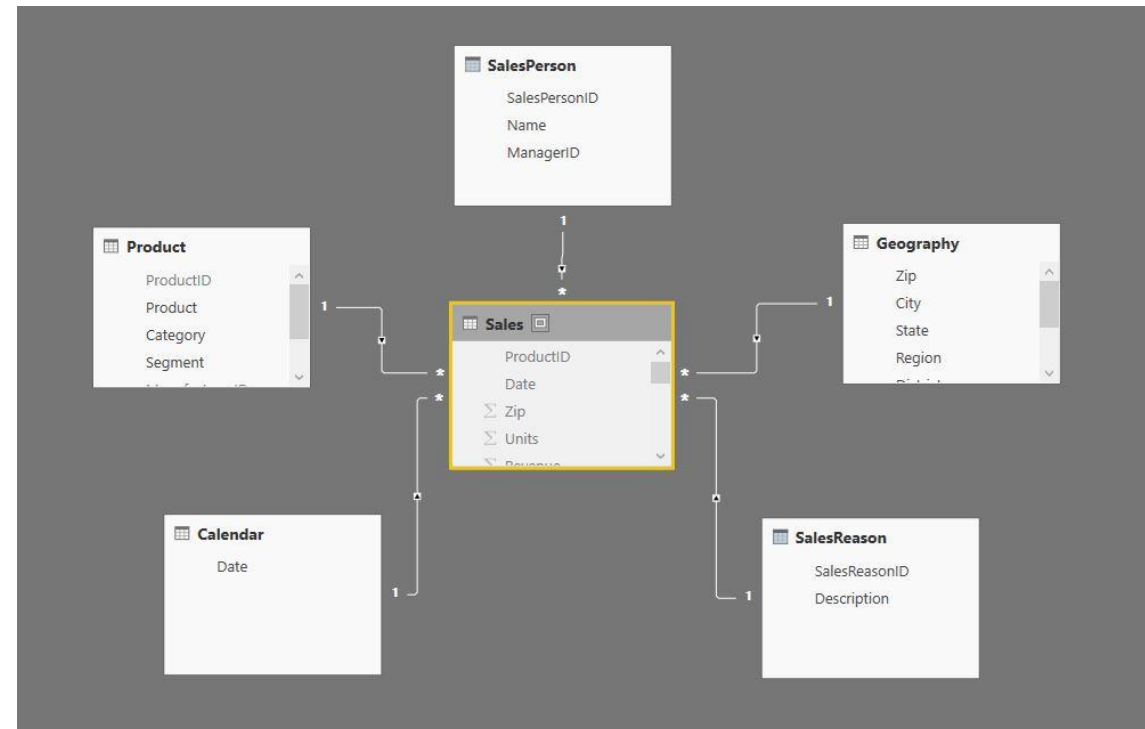 SalesPerson
SalesPersonID
Name
ManagerID
1
*
Product
ProductID
Product
Category
Segment
1
*
Geography
Zip
City
State
Region
1
*
Sales
ProductID
Date
Σ Zip
Σ Units
Σ Revenue
Calendar
Date
1
*
SalesReason
SalesReasonID
Description
1
*